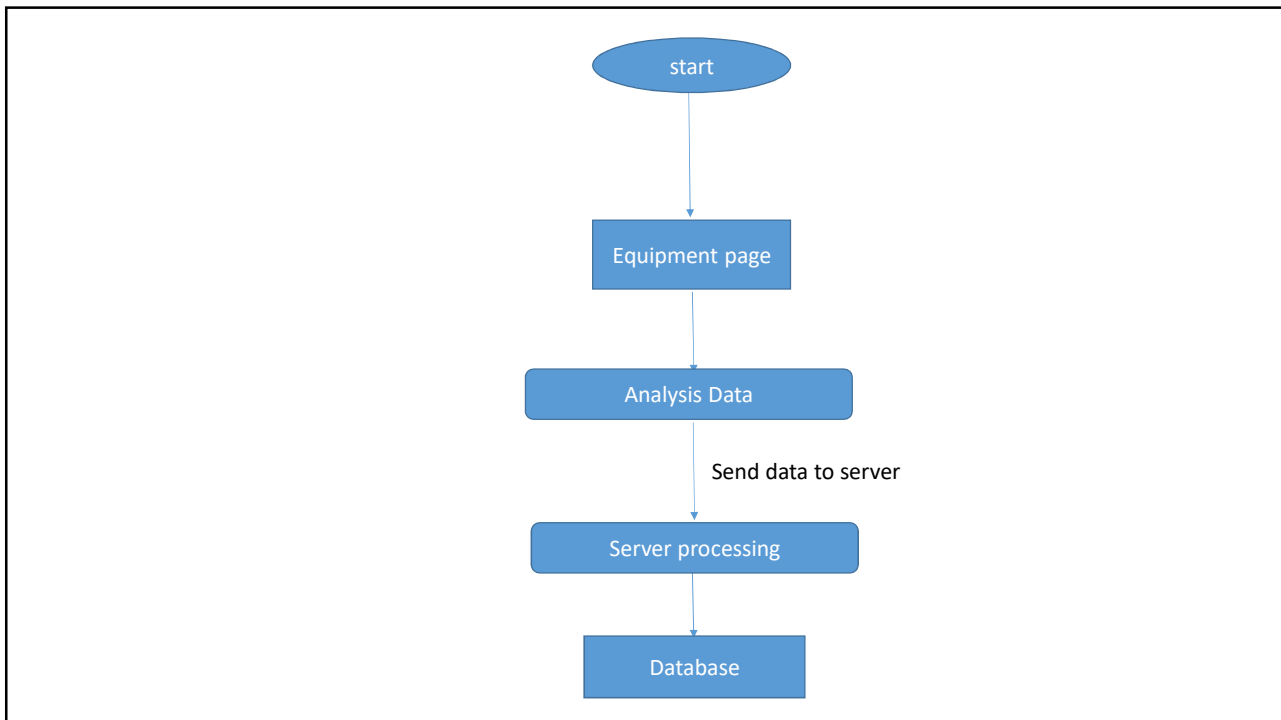 start
Equipment page
Analysis Data
Send data to server
Server processing
Database